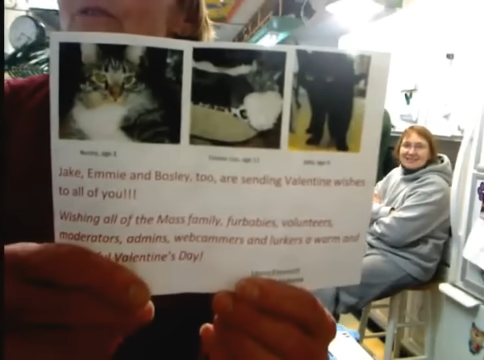 Jake, Emmie and Bosley, too, are sending Valentine wishes
to all of you!!!
Wishing all of the Moss family, furbabies, volunteers,
moderators, admins, webcammers and lurkers a warm and
Valentine's Day!